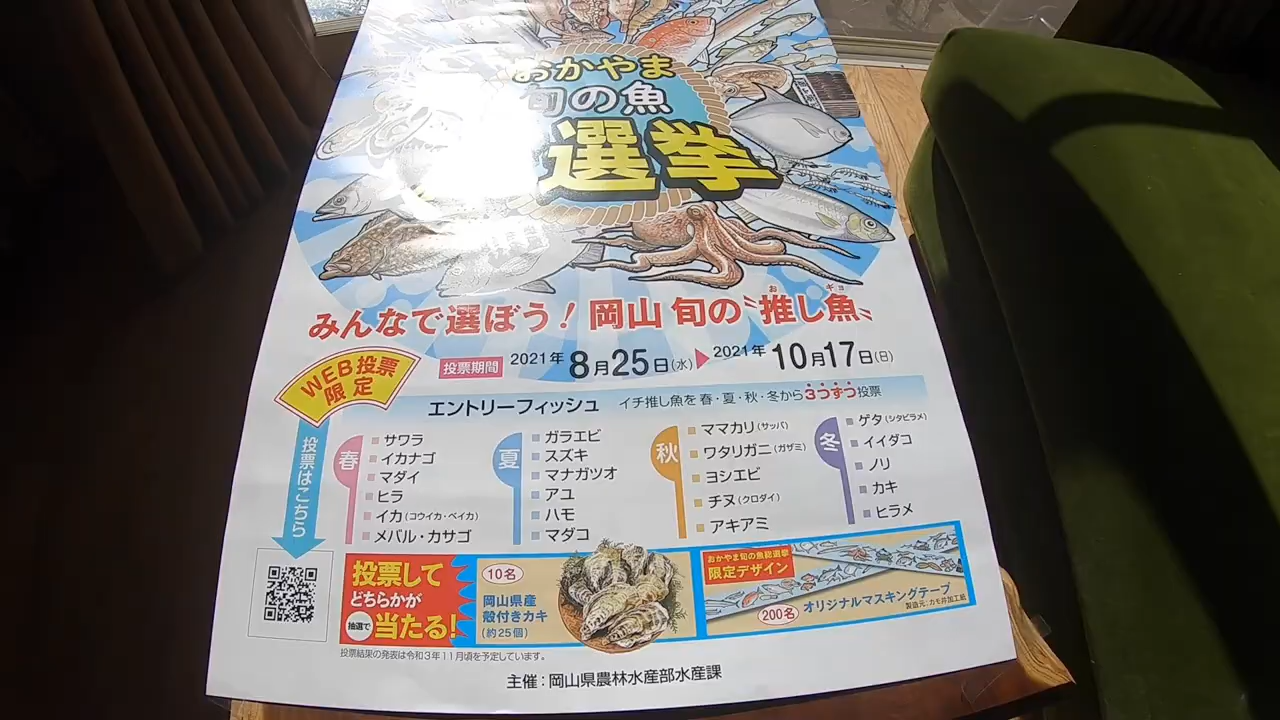 おかやま
旬の魚
選挙
みんなで選ぼう！岡山 旬の〝推し魚〟
お ギョ
投票期間 2021年8月25日(水)▶2021年10月17日(日)
WEB投票
限定
投票はこちら
エントリーフィッシュ イチ推し魚を 春・夏・秋・冬から3つずつ投票
春
サワラ
イカナゴ
マダイ
ヒラ
イカ(コウイカ・ベイカ)
メバル・カサゴ
夏
ガラエビ
スズキ
マナガツオ
アユ
ハモ
マダコ
秋
ママカリ(サッパ)
ワタリガニ(ガザミ)
ヨシエビ
チヌ(クロダイ)
アキアミ
冬
ゲタ(シタビラメ)
イイダコ
ノリ
カキ
ヒラメ
投票して
どちらかが
抽選で 当たる!
10名
岡山県産
殻付きカキ
(約25個)
おかやま旬の魚総選挙
限定デザイン
200名 オリジナルマスキングテープ
製造元:カモ井加工紙
投票結果の発表は令和3年11月頃を予定しています。
主催:岡山県農林水産部水産課